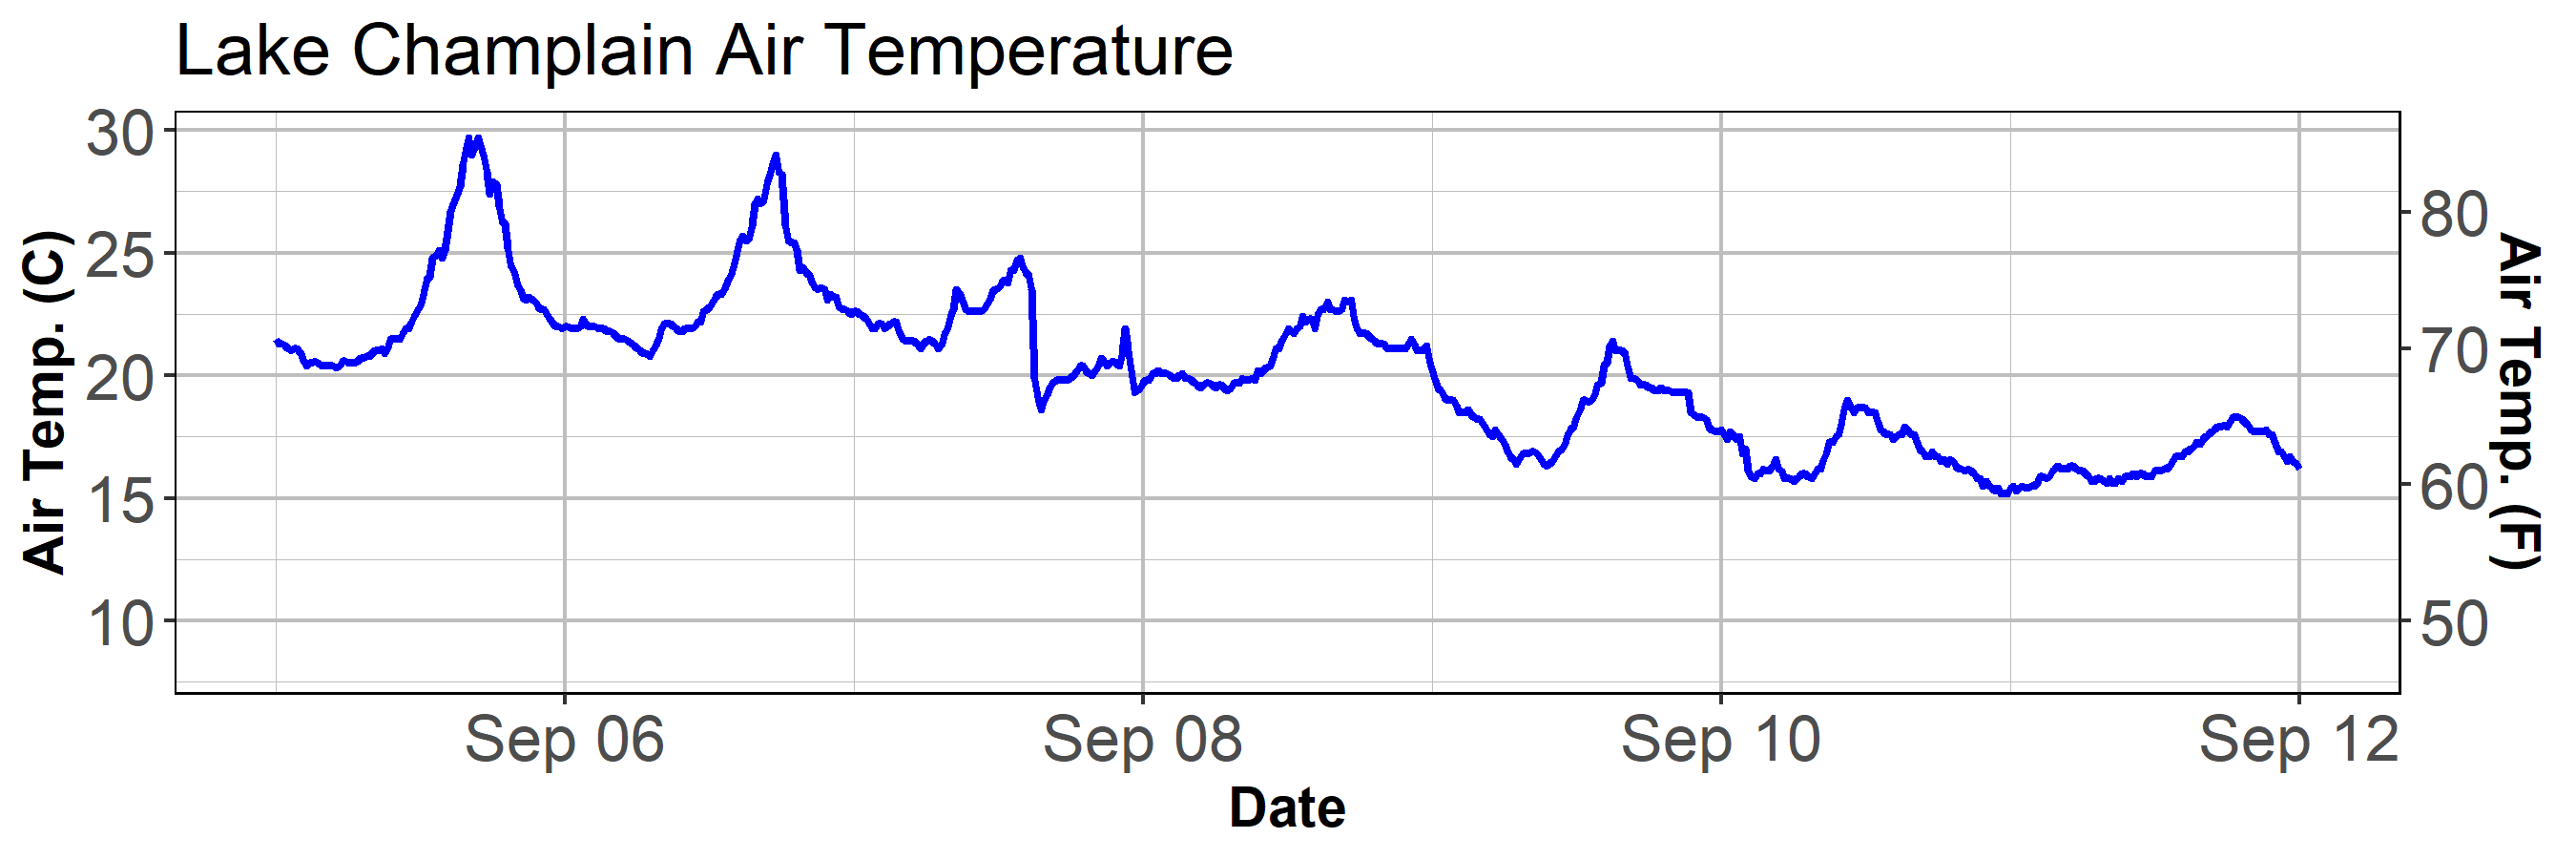 Lake Champlain Air Temperature
Air Temp. (C)
30
25
20
15
10
80
70
60
50
Air Temp. (F)
Sep 06
Sep 08
Sep 10
Sep 12
Date